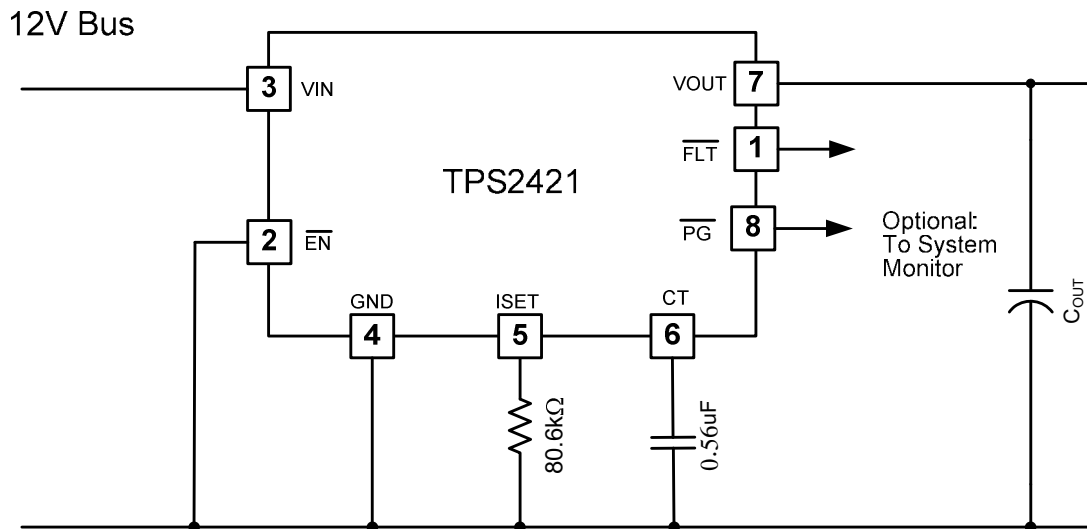 12V Bus
3
VIN
VOUT
7
FLT
1
TPS2421
2
EN
PG
8
Optional:
To System
Monitor
GND
ISET
CT
4
5
6
80.6kΩ
0.56uF
COUT